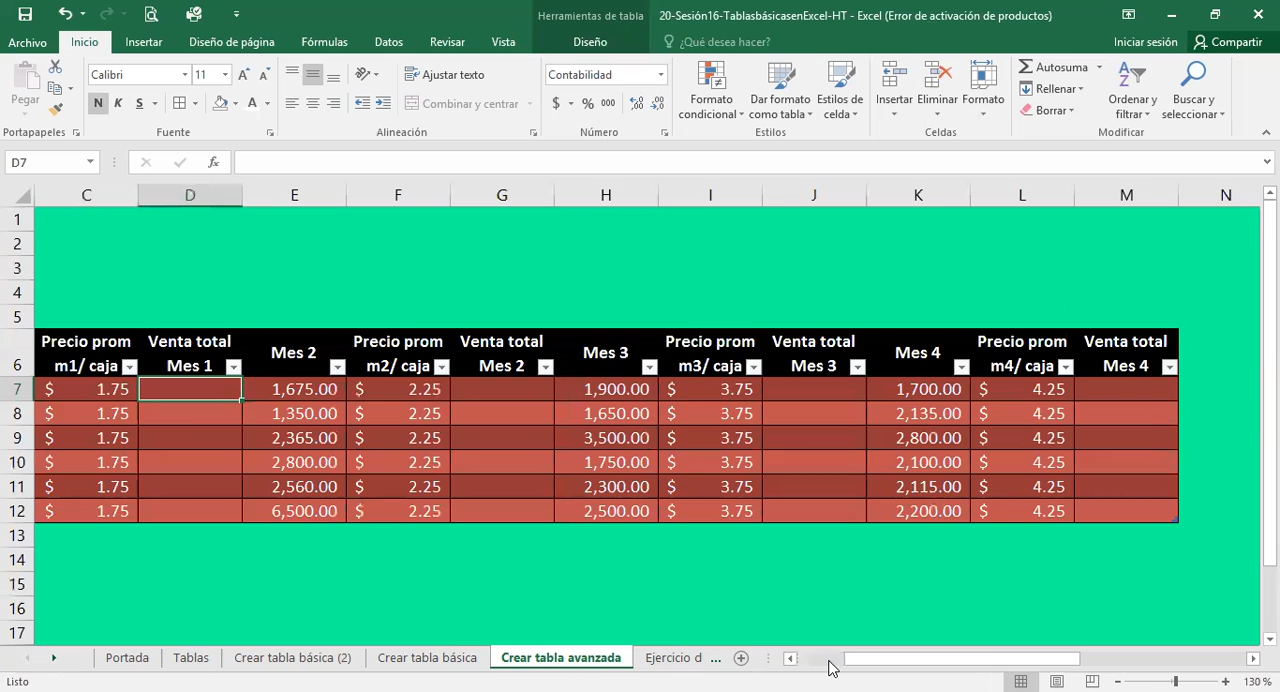 Herramientas de tabla
20-Sesión16-TablasbásicasenExcel-HT - Excel (Error de activación de productos)
Archivo Inicio Insertar Diseño de página Fórmulas Datos Revisar Vista Diseño ¿Qué desea hacer? Iniciar sesión Compartir
Pegar
Portapapeles
Calibri 11
N K S A
Fuente
Ajustar texto
Combinar y centrar
Alineación
Contabilidad
$ % 000
Número
Formato condicional
Dar formato como tabla
Estilos de celda
Estilos
Insertar Eliminar Formato
Celdas
Autosuma
Rellenar
Borrar
Ordenar y filtrar
Buscar y seleccionar
Modificar
D7 fx
C D E F G H I J K L M N
1
2
3
4
5
6 Precio prom m1/ caja Venta total Mes 1 Mes 2 Precio prom m2/ caja Venta total Mes 2 Mes 3 Precio prom m3/ caja Venta total Mes 3 Mes 4 Precio prom m4/ caja Venta total Mes 4
7 $ 1.75 1,675.00 $ 2.25 1,900.00 $ 3.75 1,700.00 $ 4.25
8 $ 1.75 1,350.00 $ 2.25 1,650.00 $ 3.75 2,135.00 $ 4.25
9 $ 1.75 2,365.00 $ 2.25 3,500.00 $ 3.75 2,800.00 $ 4.25
10 $ 1.75 2,800.00 $ 2.25 1,750.00 $ 3.75 2,100.00 $ 4.25
11 $ 1.75 2,560.00 $ 2.25 2,300.00 $ 3.75 2,115.00 $ 4.25
12 $ 1.75 6,500.00 $ 2.25 2,500.00 $ 3.75 2,200.00 $ 4.25
13
14
15
16
17
Portada Tablas Crear tabla básica (2) Crear tabla básica Crear tabla avanzada Ejercicio d ...
Listo 130 %